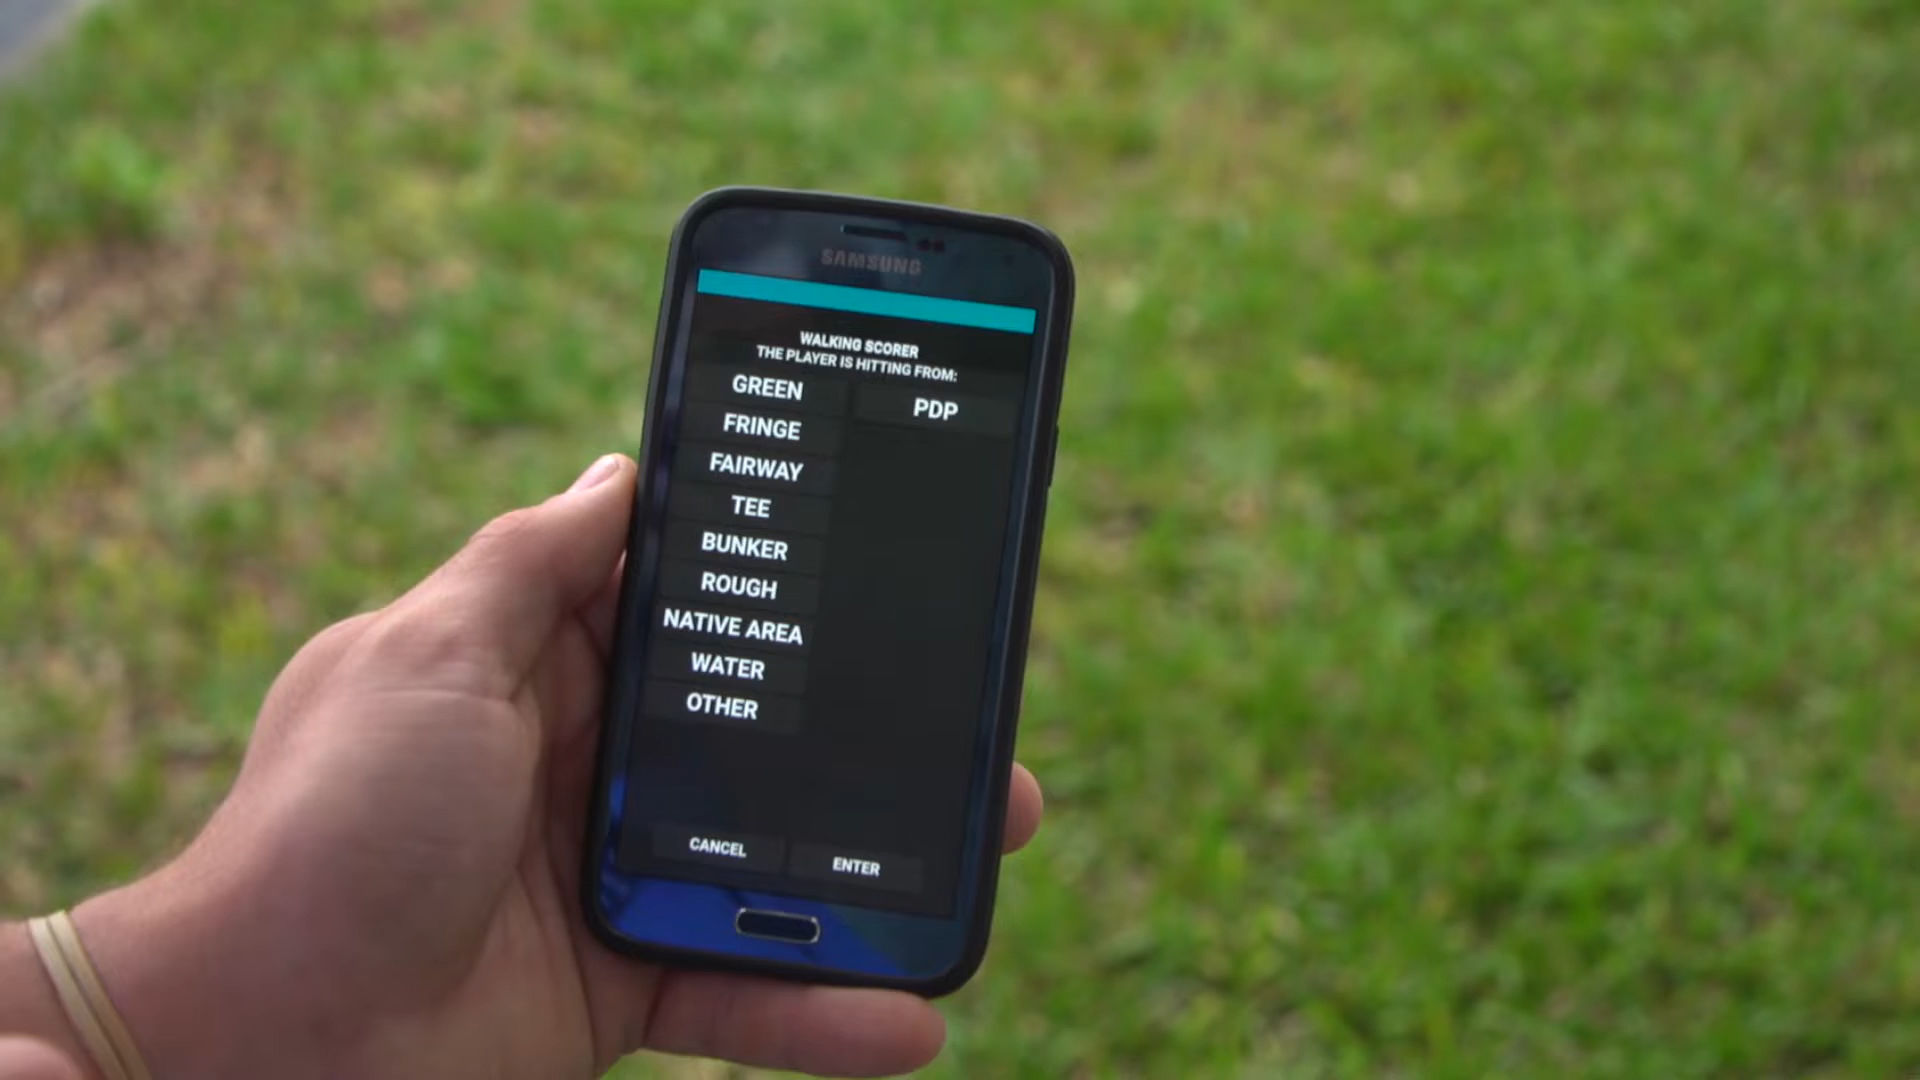 SAMSUNG
WALKING SCORER
THE PLAYER IS HITTING FROM:
GREEN
PDP
FRINGE
FAIRWAY
TEE
BUNKER
ROUGH
NATIVE AREA
WATER
OTHER
CANCEL
ENTER